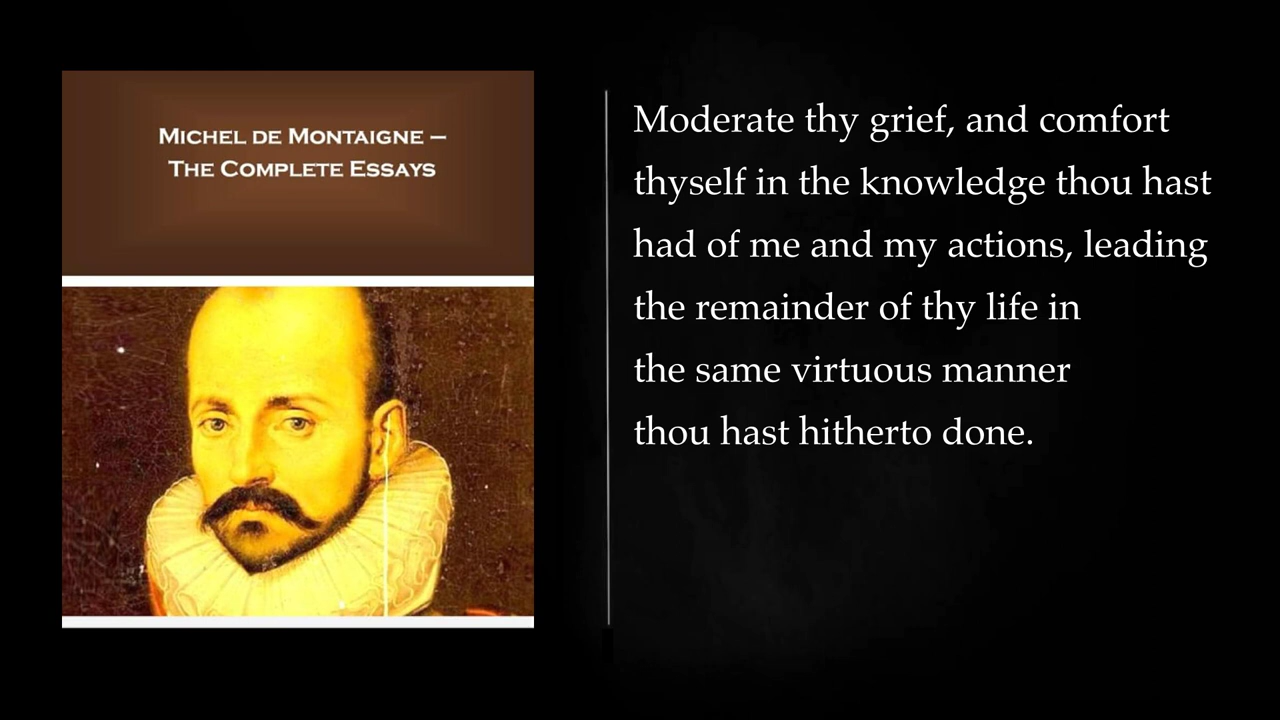 MICHEL DE MONTAIGNE –
THE COMPLETE ESSAYS
Moderate thy grief, and comfort
thyself in the knowledge thou hast
had of me and my actions, leading
the remainder of thy life in
the same virtuous manner
thou hast hitherto done.